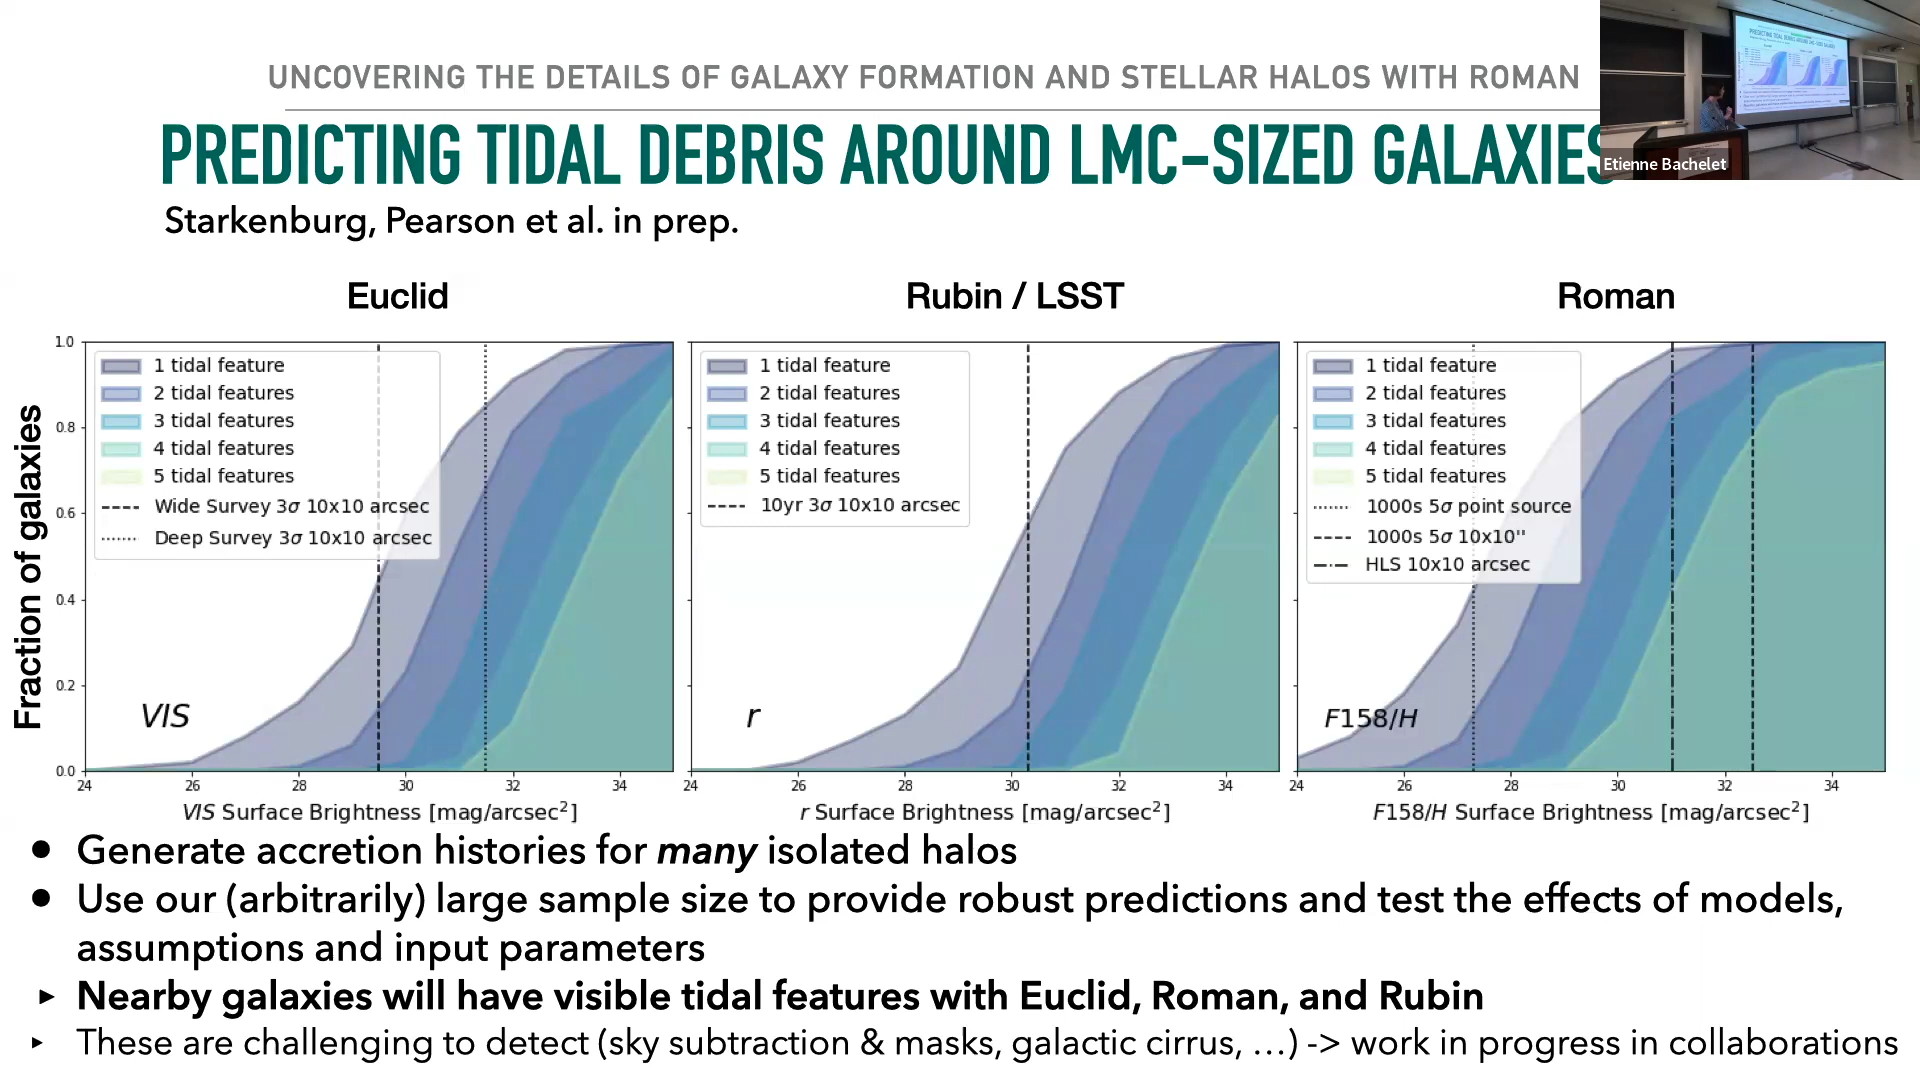 UNCOVERING THE DETAILS OF GALAXY FORMATION AND STELLAR HALOS WITH ROMAN
PREDICTING TIDAL DEBRIS AROUND LMC-SIZED GALAXIES
Etienne Bachelet
Starkenburg, Pearson et al. in prep.
Euclid
Rubin / LSST
Roman
Fraction of galaxies
1.0
0.8
0.6
0.4
0.2
0.0
1 tidal feature
2 tidal features
3 tidal features
4 tidal features
5 tidal features
Wide Survey 3σ 10x10 arcsec
Deep Survey 3σ 10x10 arcsec
VIS
24 26 28 30 32 34
VIS Surface Brightness [mag/arcsec²]
1 tidal feature
2 tidal features
3 tidal features
4 tidal features
5 tidal features
10yr 3σ 10x10 arcsec
r
24 26 28 30 32 34
r Surface Brightness [mag/arcsec²]
1 tidal feature
2 tidal features
3 tidal features
4 tidal features
5 tidal features
1000s 5σ point source
1000s 5σ 10x10''
HLS 10x10 arcsec
F158/H
24 26 28 30 32 34
F158/H Surface Brightness [mag/arcsec²]
● Generate accretion histories for many isolated halos
● Use our (arbitrarily) large sample size to provide robust predictions and test the effects of models,
assumptions and input parameters
▸ Nearby galaxies will have visible tidal features with Euclid, Roman, and Rubin
▸ These are challenging to detect (sky subtraction & masks, galactic cirrus, …) -> work in progress in collaborations